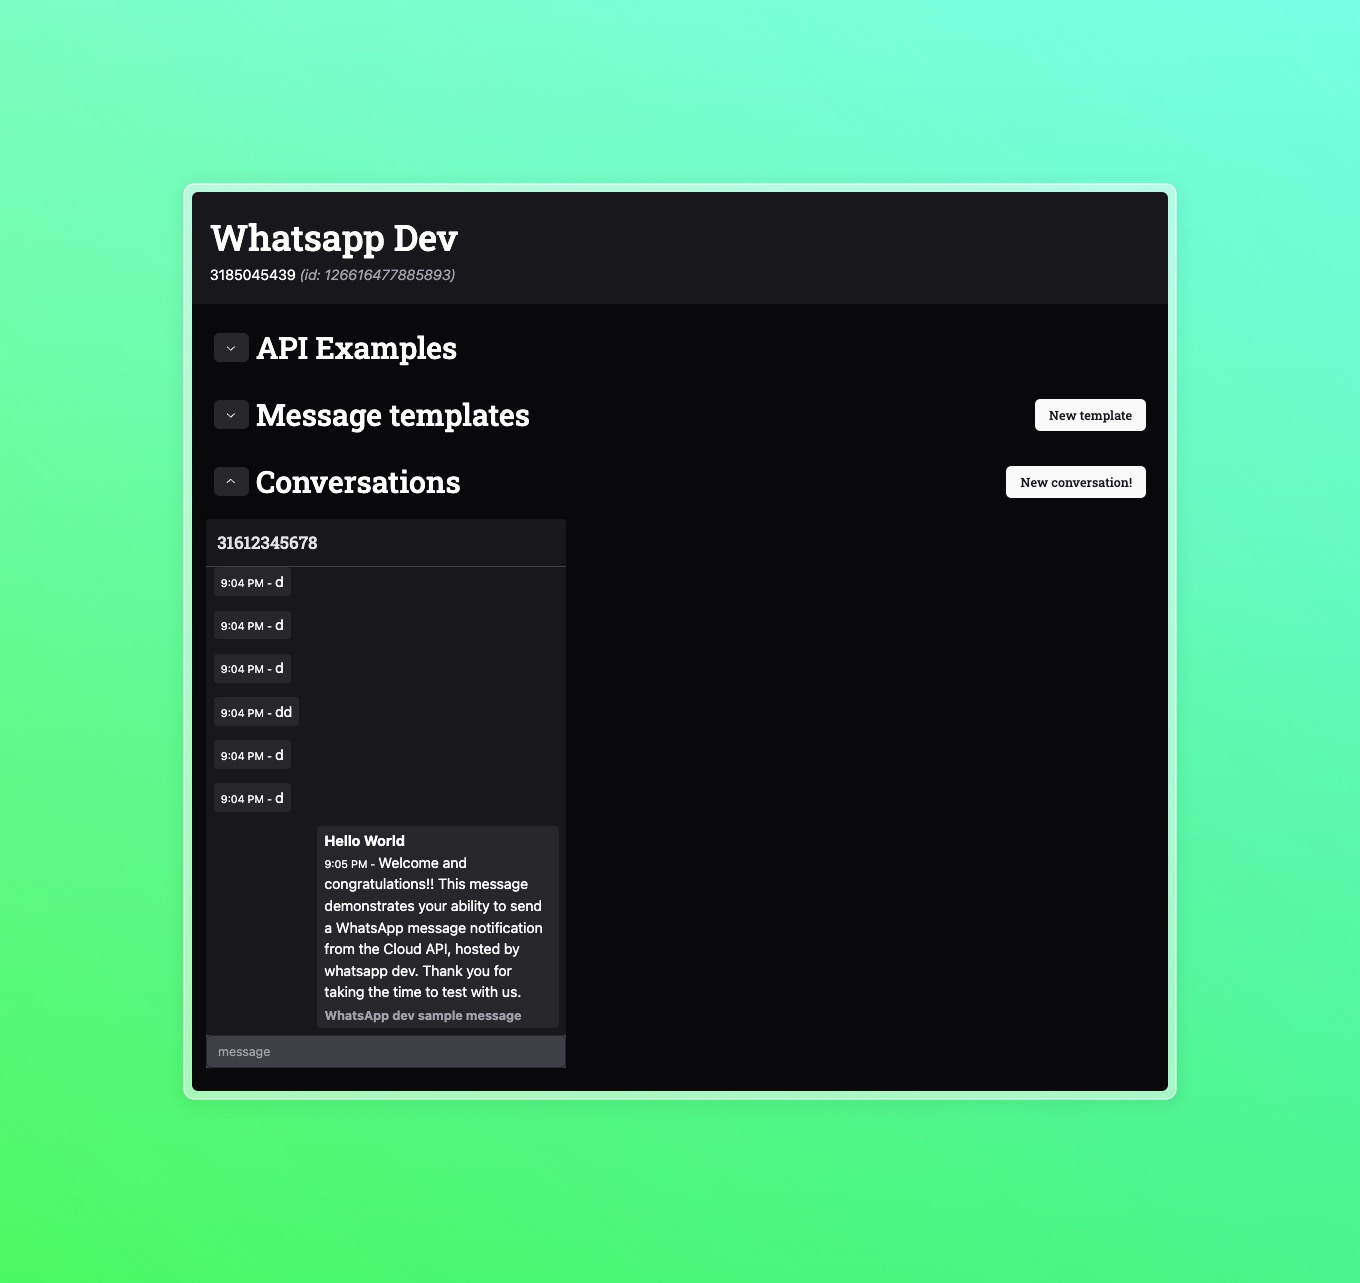 Whatsapp Dev
3185045439 (id: 126616477885893)
API Examples
Message templates
New template
Conversations
New conversation!
31612345678
9:04 PM - d
9:04 PM - d
9:04 PM - d
9:04 PM - dd
9:04 PM - d
9:04 PM - d
Hello World
9:05 PM - Welcome and
congratulations!! This message
demonstrates your ability to send
a WhatsApp message notification
from the Cloud API, hosted by
whatsapp dev. Thank you for
taking the time to test with us.
WhatsApp dev sample message
message